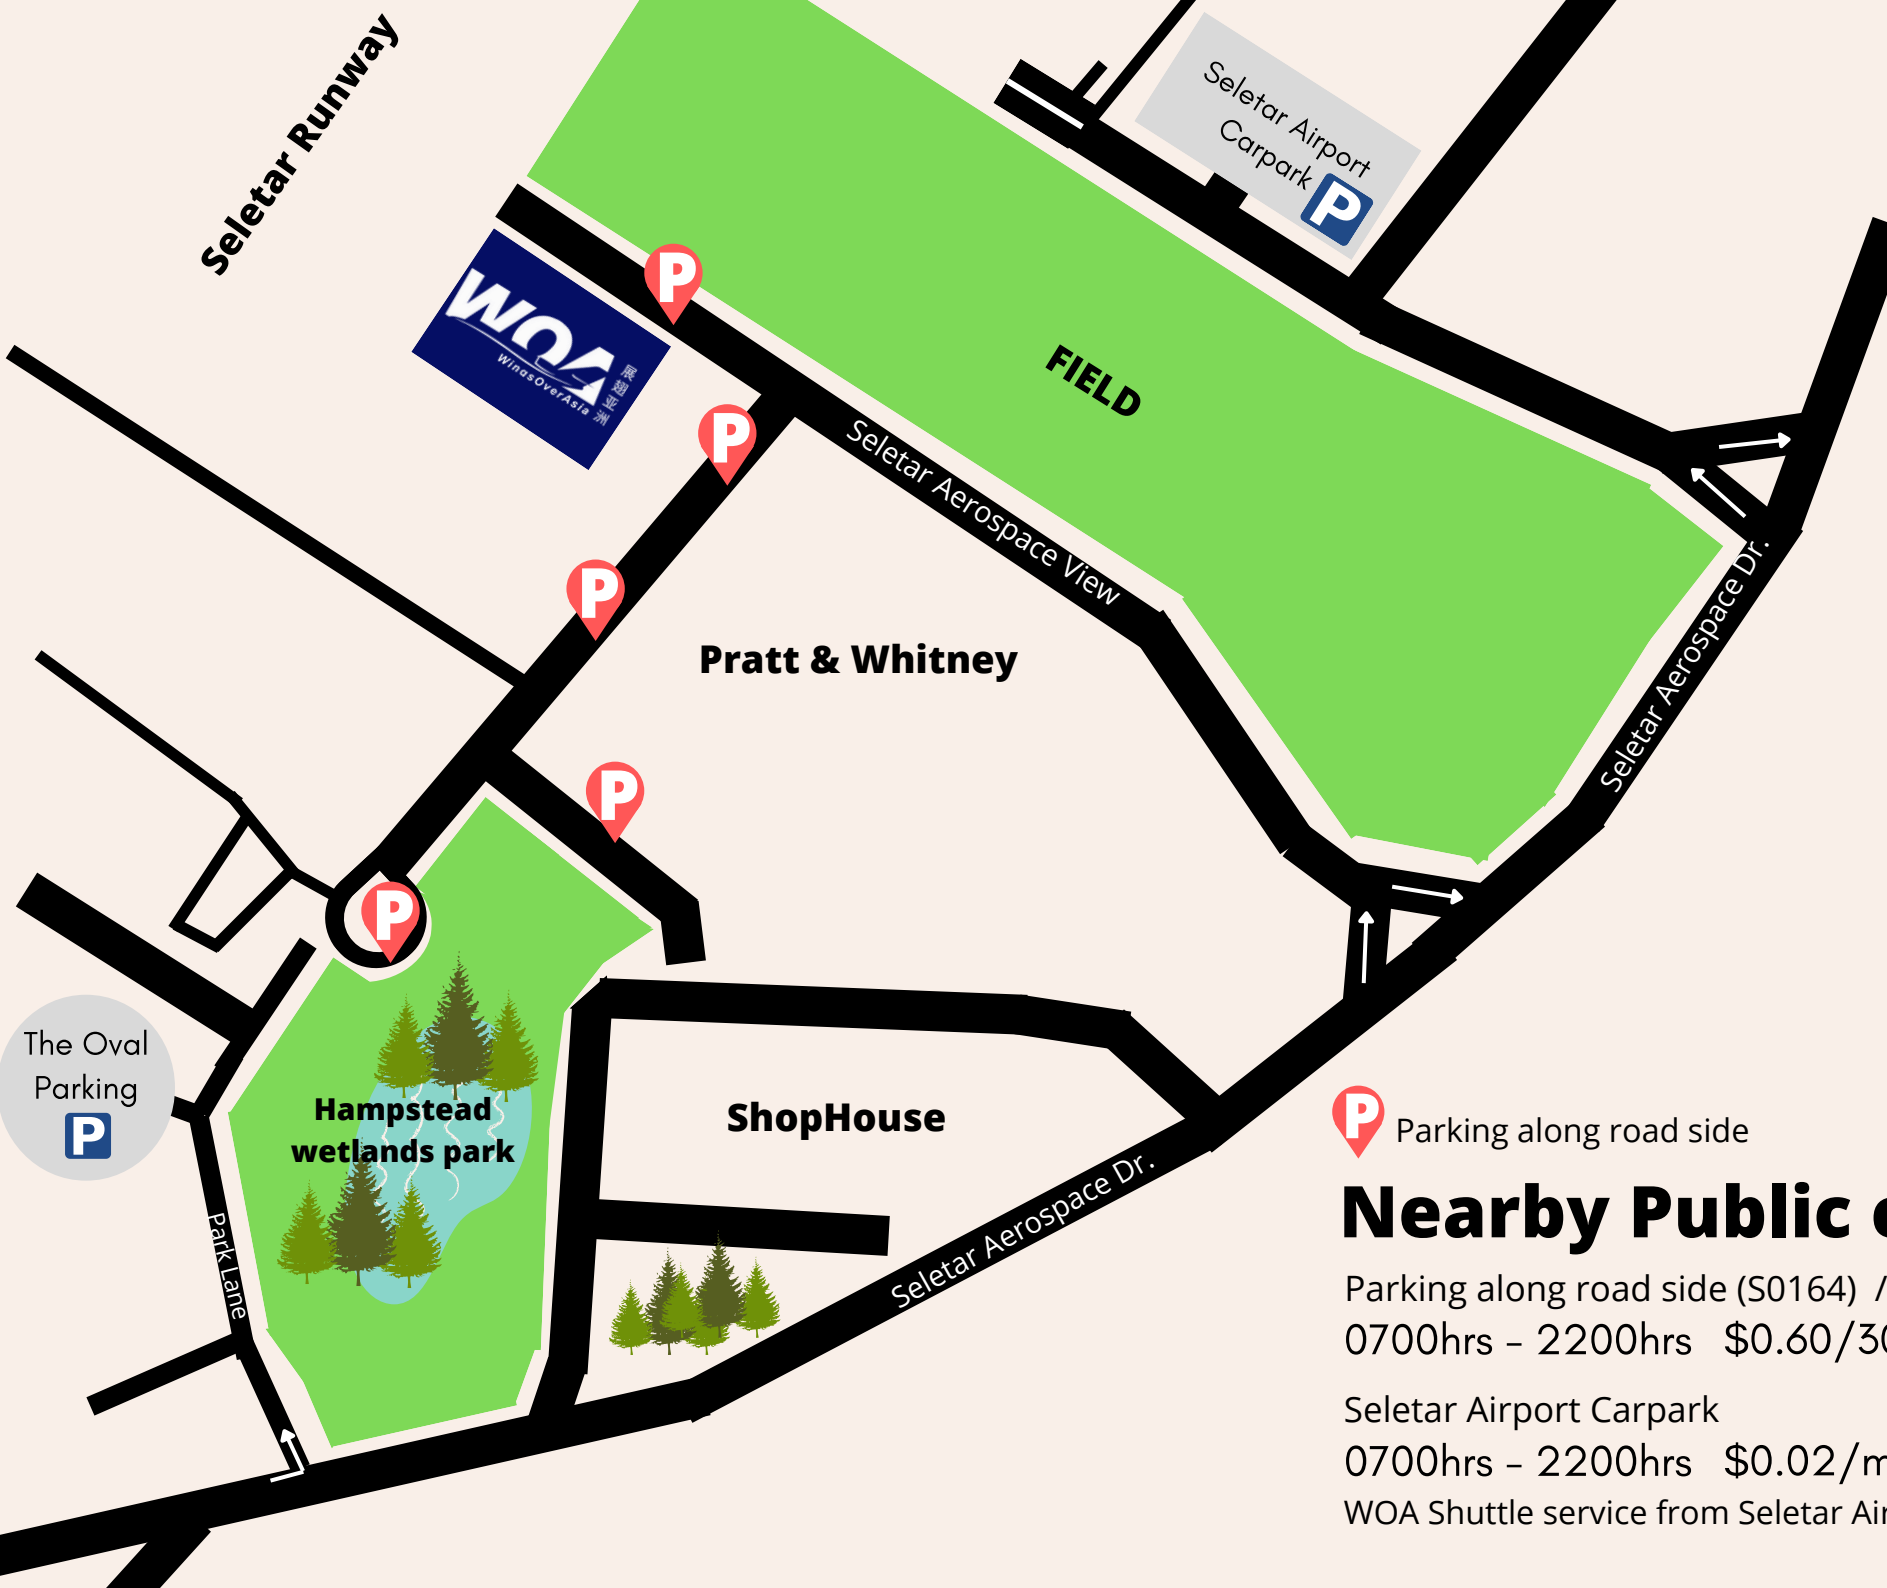 Seletar Runway
Seletar Airport
Carpark
P
WOA
WingsOverAsia
展翅亚洲
P
FIELD
P
Seletar Aerospace View
P
Seletar Aerospace Dr.
Pratt & Whitney
P
P
The Oval
Parking
P
Hampstead
wetlands park
ShopHouse
Park Lane
Seletar Aerospace Dr.
P Parking along road side
Nearby Public
Parking along road side (S0164) /
0700hrs - 2200hrs $0.60/30
Seletar Airport Carpark
0700hrs - 2200hrs $0.02/m
WOA Shuttle service from Seletar Air